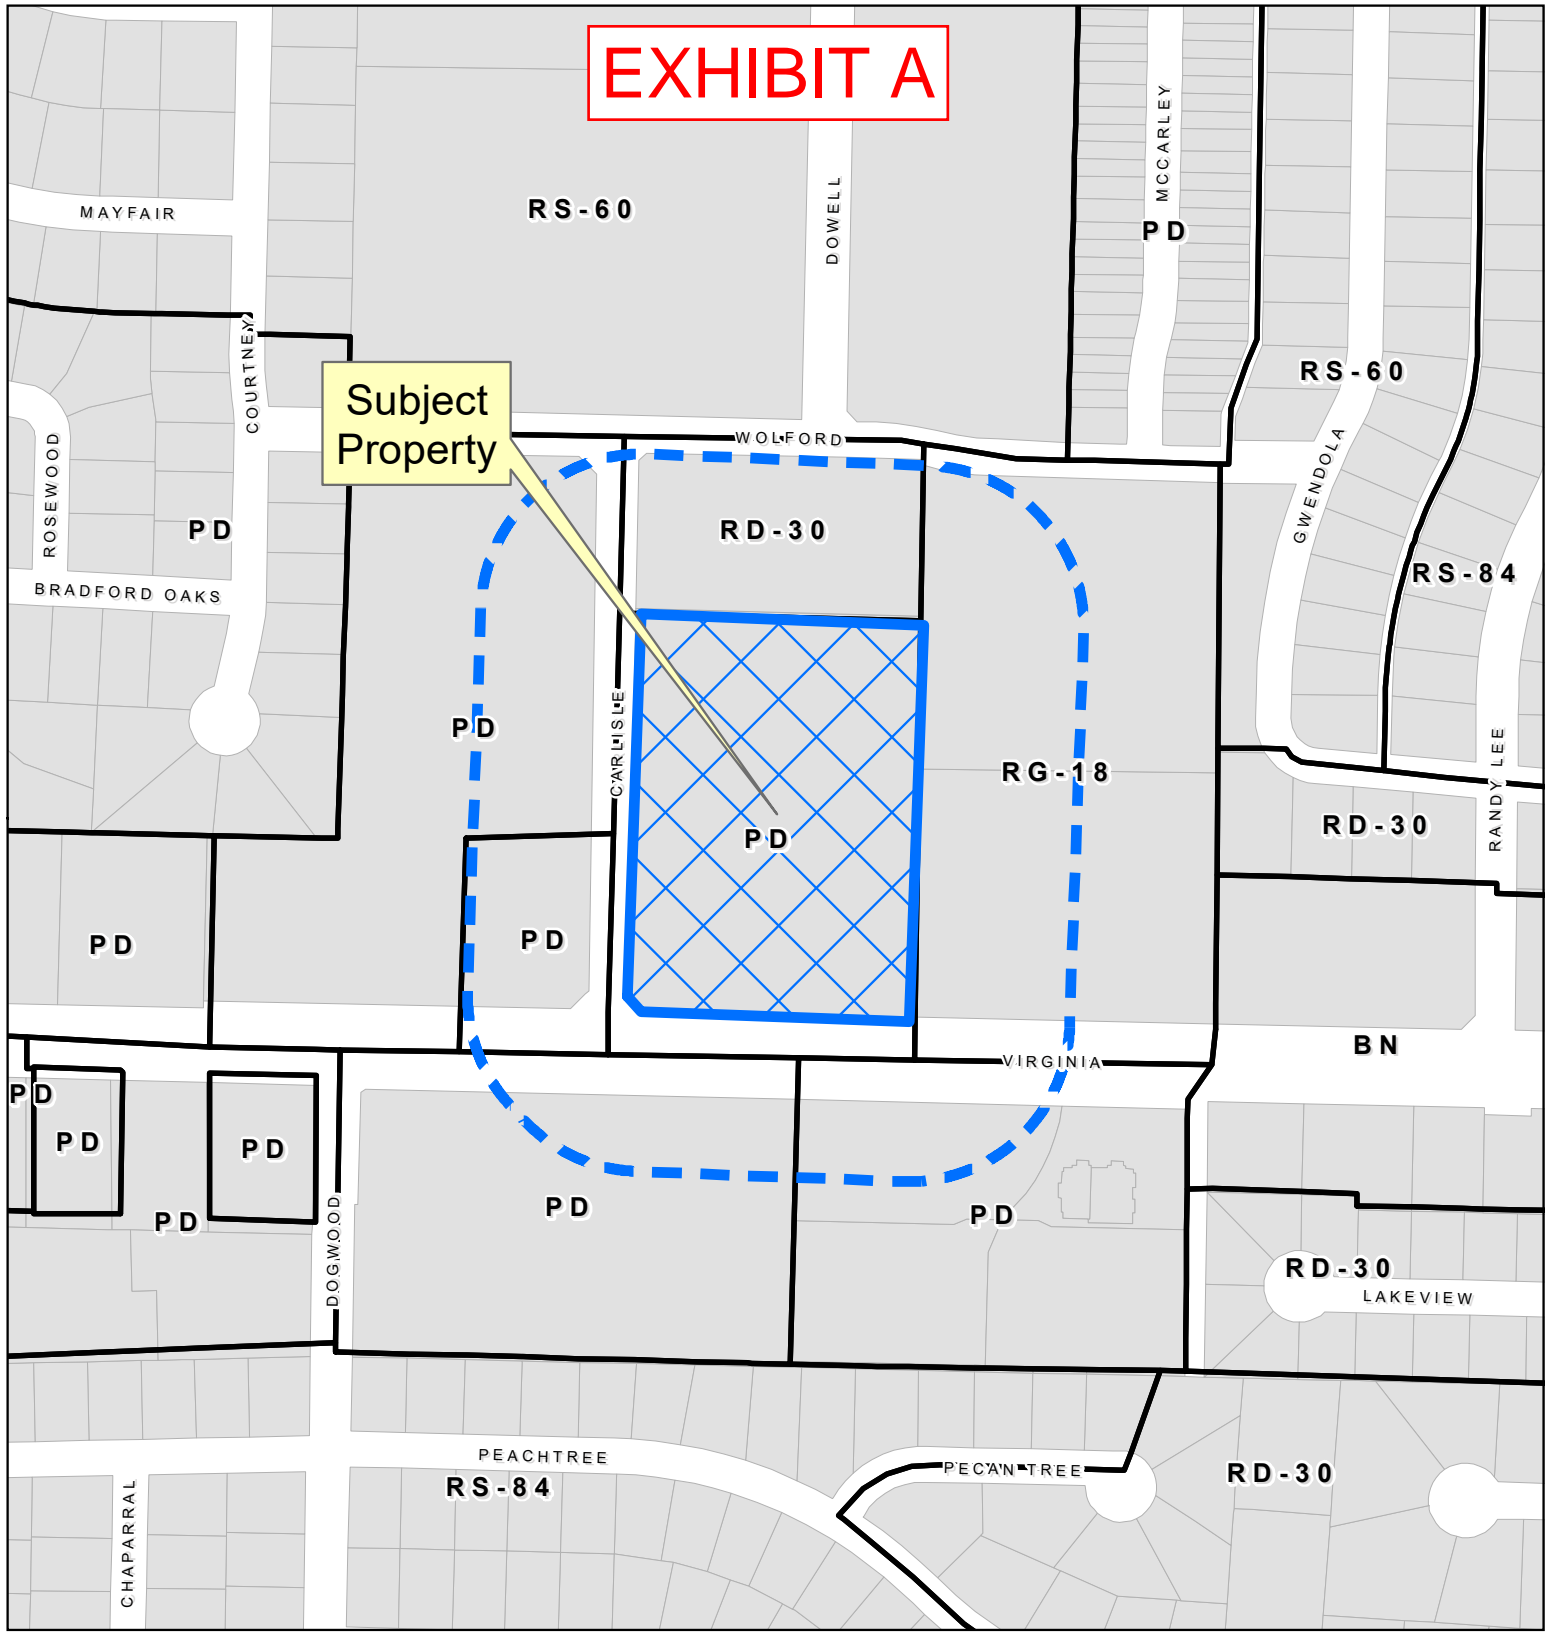 EXHIBIT A
MCCARLEY
MAYFAIR
RS-60
DOWELL
PD
COURTNEY
RS-60
Subject
Property
WOLFORD
ROSEWOOD
GWENDOLA
PD
RD-30
RS-84
BRADFORD OAKS
PD
CARLISLE
RG-18
RANDY LEE
PD
RD-30
PD
PD
BN
VIRGINIA
PD
PD
PD
PD
PD
PD
DOGWOOD
RD-30
LAKEVIEW
PEACHTREE
PECAN TREE
RD-30
RS-84
CHAPARRAL